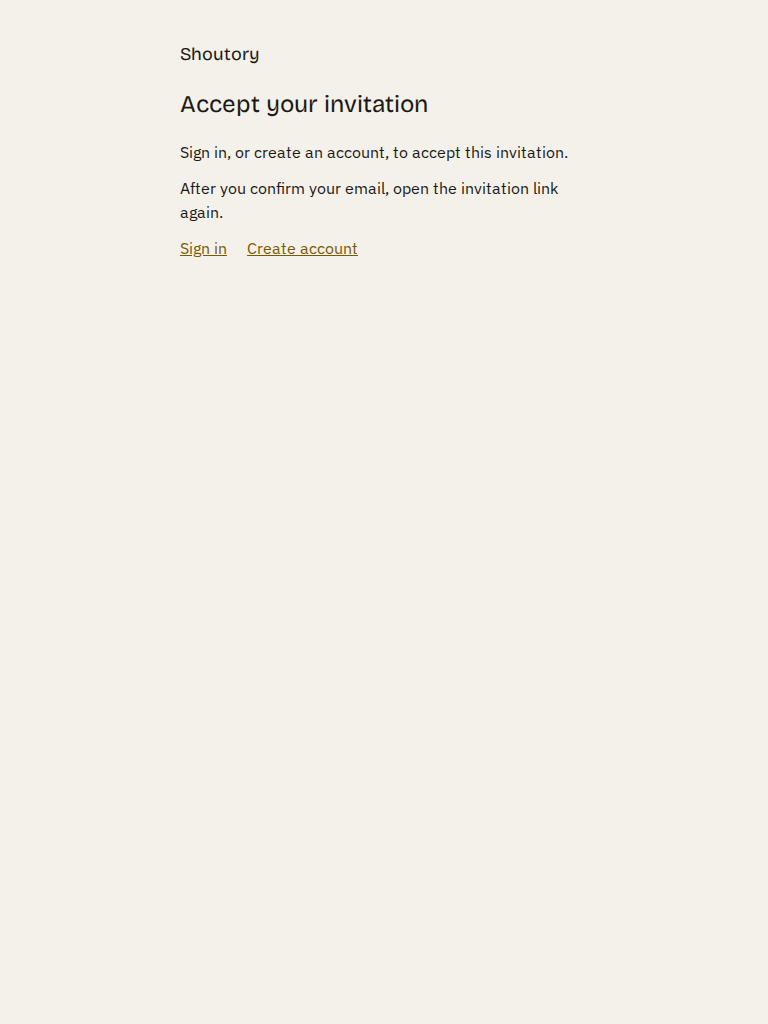 Shoutory
Accept your invitation
Sign in, or create an account, to accept this invitation.
After you confirm your email, open the invitation link
again.
Sign in Create account